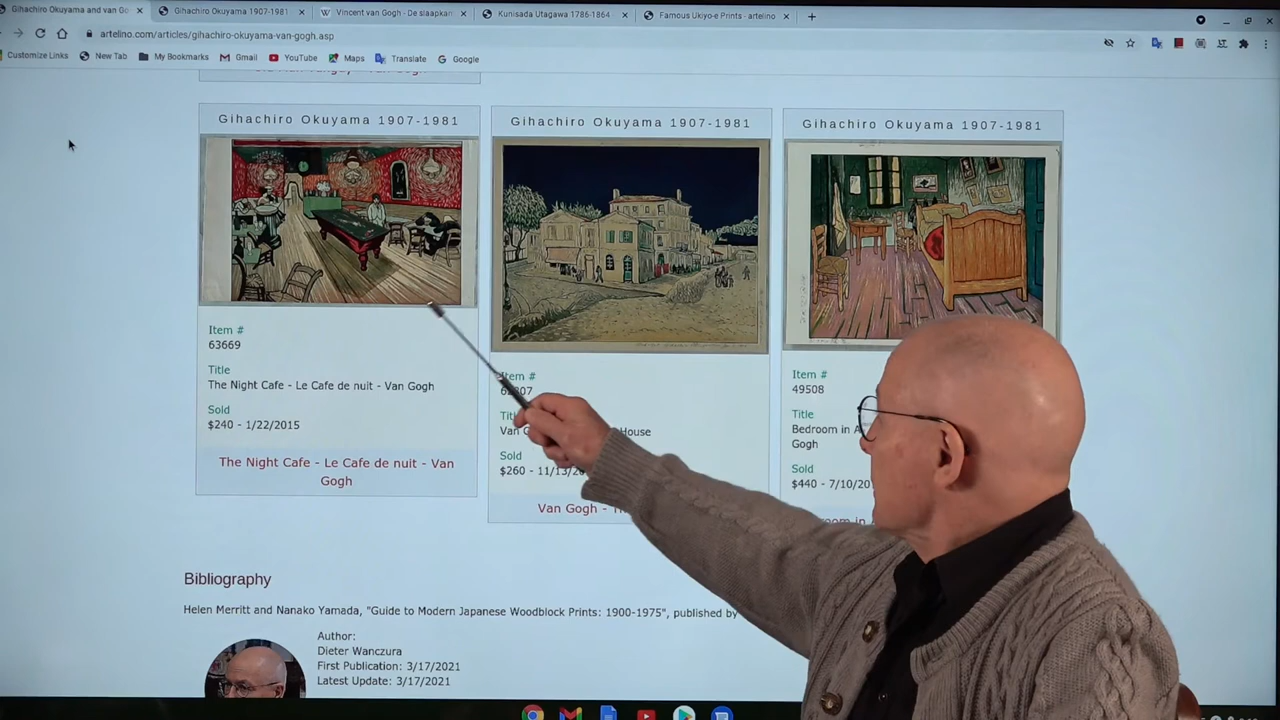 Gihachiro Okuyama and van Go
Gihachiro Okuyama 1907-1981
Vincent van Gogh - De slaapkan
Kunisada Utagawa 1786-1864
Famous Ukiyo-e Prints - artelino
artelino.com/articles/gihachiro-okuyama-van-gogh.asp
Customize Links
New Tab
My Bookmarks
Gmail
YouTube
Maps
Translate
Google
Gihachiro Okuyama 1907-1981
Item #
63669
Title
The Night Cafe - Le Cafe de nuit - Van Gogh
Sold
$240 - 1/22/2015
The Night Cafe - Le Cafe de nuit - Van
Gogh
Gihachiro Okuyama 1907-1981
Item #
House
Sold
$260 - 11/13/20
Van Gogh -
Gihachiro Okuyama 1907-1981
Item #
49508
Title
Bedroom in A
Gogh
Sold
$440 - 7/10/20
Bibliography
Helen Merritt and Nanako Yamada, "Guide to Modern Japanese Woodblock Prints: 1900-1975", published by
Author:
Dieter Wanczura
First Publication: 3/17/2021
Latest Update: 3/17/2021